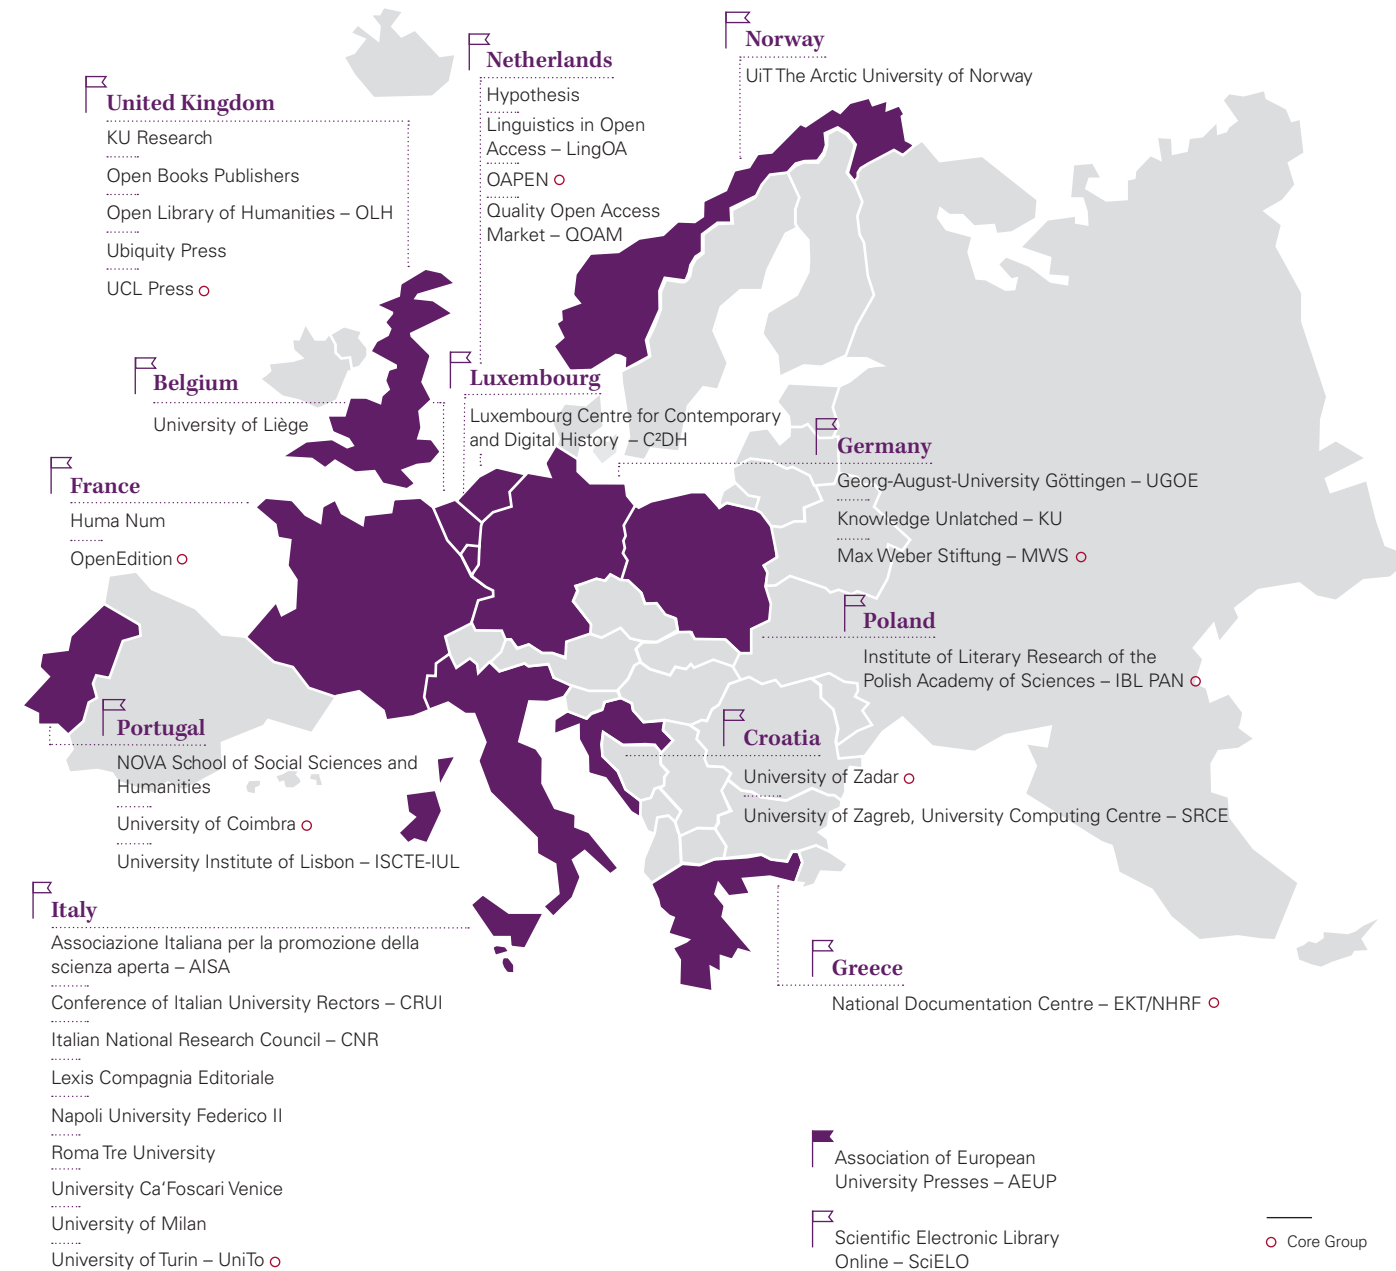 Norway
UiT The Arctic University of Norway
Netherlands
Hypothesis
Linguistics in Open
Access – LingOA
OAPEN
Quality Open Access
Market – QOAM
United Kingdom
KU Research
Open Books Publishers
Open Library of Humanities – OLH
Ubiquity Press
UCL Press
Belgium
University of Liège
Luxembourg
Luxembourg Centre for Contemporary
and Digital History – C²DH
Germany
Georg-August-University Göttingen – UGOE
Knowledge Unlatched – KU
Max Weber Stiftung – MWS
France
Huma Num
OpenEdition
Poland
Institute of Literary Research of the
Polish Academy of Sciences – IBL PAN
Portugal
NOVA School of Social Sciences and
Humanities
University of Coimbra
University Institute of Lisbon – ISCTE-IUL
Croatia
University of Zadar
University of Zagreb, University Computing Centre – SRCE
Italy
Associazione Italiana per la promozione della
scienza aperta – AISA
Conference of Italian University Rectors – CRUI
Italian National Research Council – CNR
Lexis Compagnia Editoriale
Napoli University Federico II
Roma Tre University
University Ca‘Foscari Venice
University of Milan
University of Turin – UniTo
Greece
National Documentation Centre – EKT/NHRF
Association of European
University Presses – AEUP
Scientific Electronic Library
Online – SciELO
Core Group